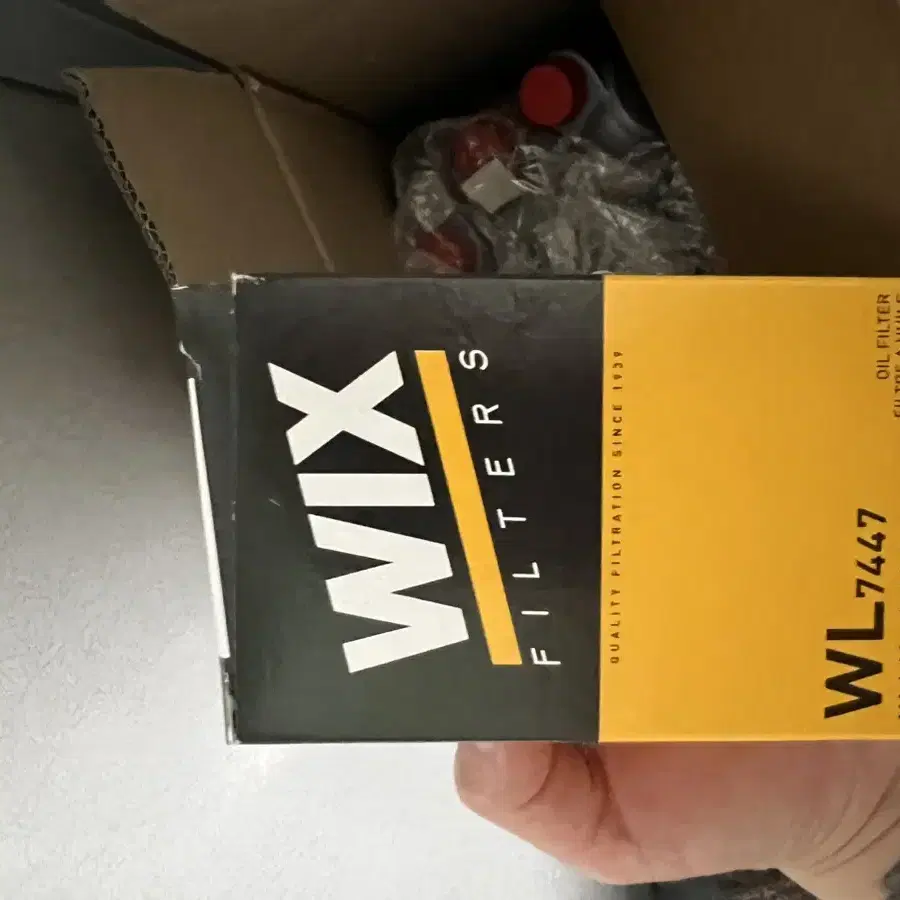 WIX
FILTERS
QUALITY FILTRATION SINCE 1939
OIL FILTER
WL7447